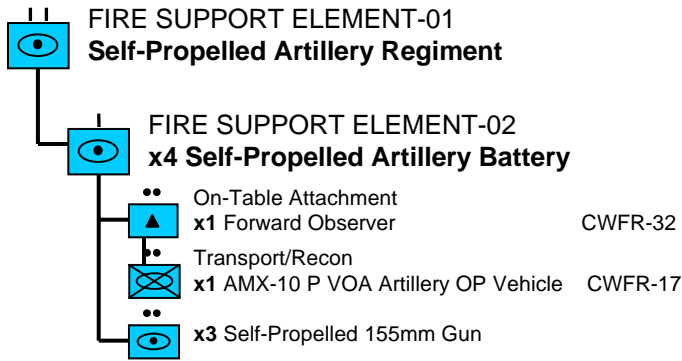 FIRE SUPPORT ELEMENT-01
Self-Propelled Artillery Regiment
FIRE SUPPORT ELEMENT-02
x4 Self-Propelled Artillery Battery
On-Table Attachment
x1 Forward Observer CWFR-32
Transport/Recon
x1 AMX-10 P VOA Artillery OP Vehicle CWFR-17
x3 Self-Propelled 155mm Gun